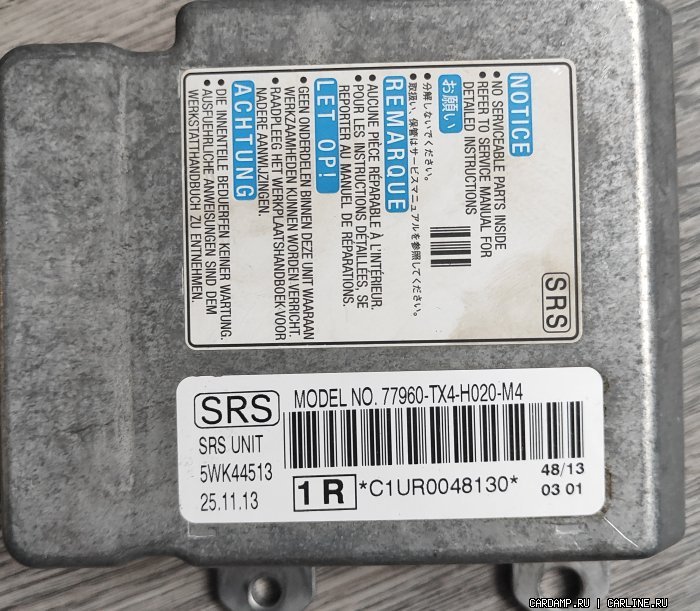 NOTICE
• NO SERVICEABLE PARTS INSIDE
• REFER TO SERVICE MANUAL FOR
DETAILED INSTRUCTIONS
お願い
• 分解しないでください。
• 取扱い、保管はサービスマニュアルを参照してください。
REMARQUE
• AUCUNE PIÈCE RÉPARABLE À L'INTÉRIEUR.
• POUR LES INSTRUCTIONS DÉTAILLÉES, SE
REPORTER AU MANUEL DE RÉPARATIONS.
LET OP!
• GEEN ONDERDELEN BINNEN DEZE UNIT WAARAAN
WERKZAAMHEDEN KUNNEN WORDEN VERRICHT.
• RAADPLEEG HET WERKPLAATSHANDBOEK VOOR
NADERE AANWIJZINGEN.
ACHTUNG
• DIE INNENTEILE BEDUERFEN KEINER WARTUNG.
• AUSFUEHRLICHE ANWEISUNGEN SIND DEM
WERKSTATTHANDBUCH ZU ENTNEHMEN.
SRS
SRS
MODEL NO. 77960-TX4-H020-M4
SRS UNIT
5WK44513
25.11.13
1 R
*C1UR0048130*
48/13
03 01
CARDAMP.RU | CARLINE.RU